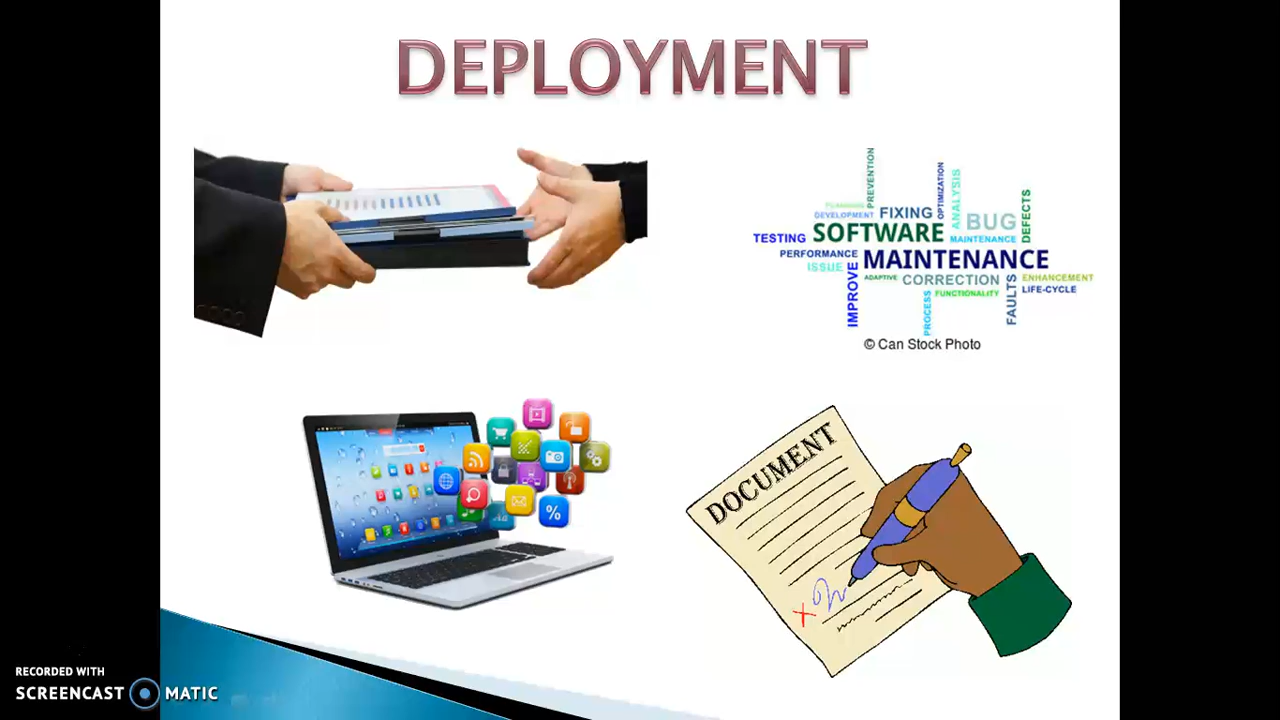 DEPLOYMENT
PREVENTION
OPTIMIZATION
ANALYSIS
DEFECTS
PLANNING
DEVELOPMENT
FIXING
BUG
TESTING
SOFTWARE
MAINTENANCE
PERFORMANCE
MAINTENANCE
ISSUE
ADAPTIVE
CORRECTION
ENHANCEMENT
IMPROVE
FUNCTIONALITY
FAULTS
LIFE-CYCLE
PROCESS
© Can Stock Photo
DOCUMENT
%
RECORDED WITH
SCREENCAST MATIC